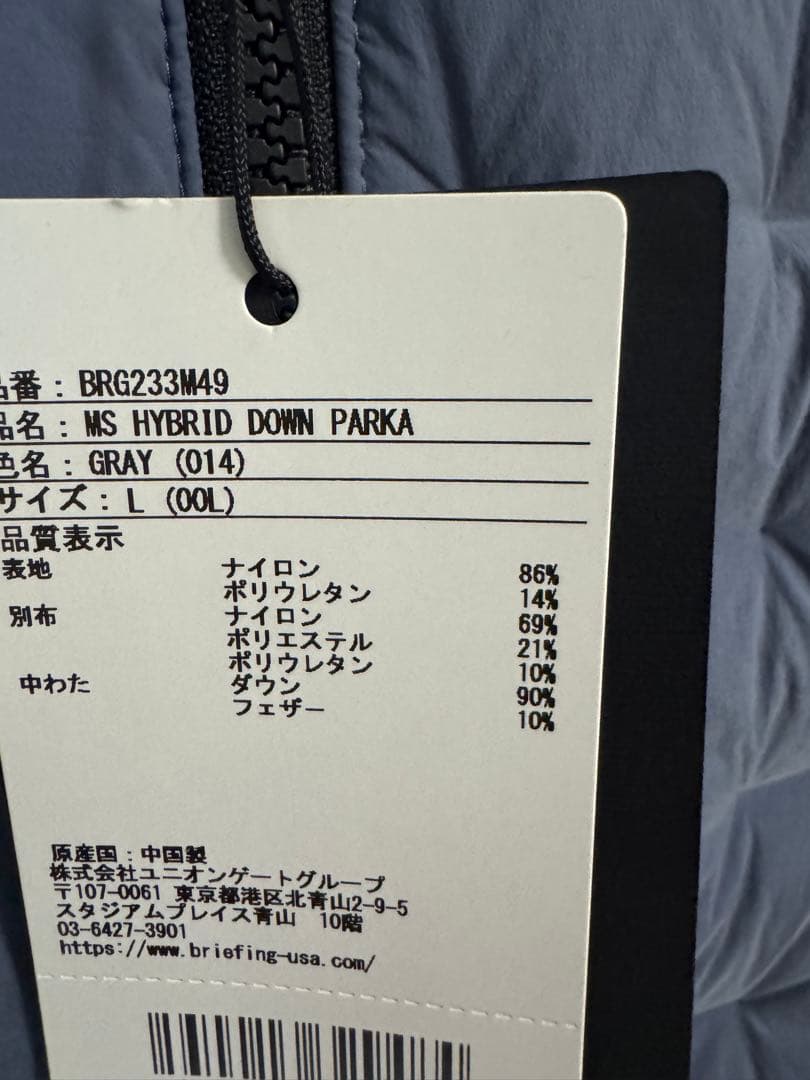 品番：BRG233M49
品名：MS HYBRID DOWN PARKA
色名：GRAY (014)
サイズ：L (00L)
品質表示
表地 ナイロン 86%
ポリウレタン 14%
別布 ナイロン 69%
ポリエステル 21%
ポリウレタン 10%
中わた ダウン 90%
フェザー 10%
原産国：中国製
株式会社ユニオンゲートグループ
〒107-0061 東京都港区北青山2-9-5
スタジアムプレイス青山 10階
03-6427-3901
https://www.briefing-usa.com/